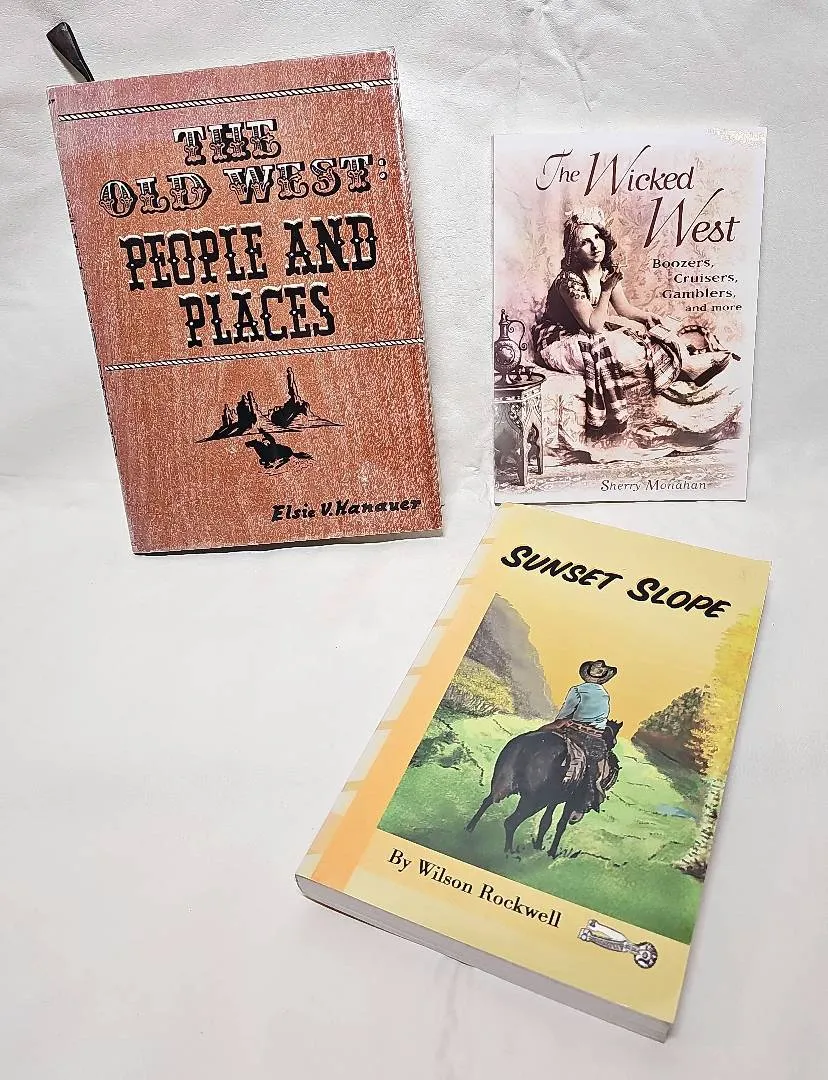 THE
OLD WEST:
PEOPLE AND
PLACES
Elsie V. Hanauer
The Wicked
West
Boozers,
Cruisers,
Gamblers,
and more
Sherry Monahan
SUNSET SLOPE
By Wilson Rockwell